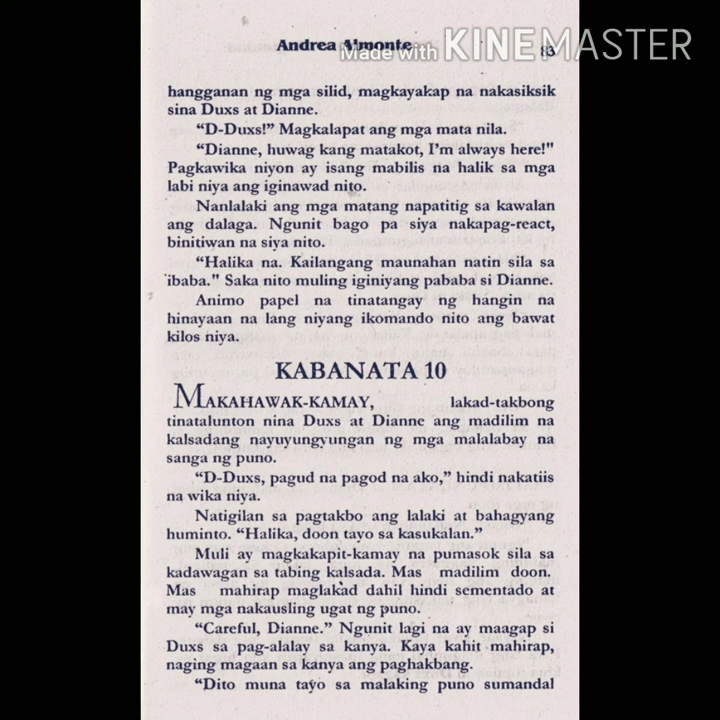 Andrea Almonte
Made with KINEMASTER
83
hangganan ng mga silid, magkayakap na nakasiksik
sina Duxs at Dianne.
“D-Duxs!” Magkalapat ang mga mata nila.
“Dianne, huwag kang matakot, I’m always here!"
Pagkawika niyon ay isang mabilis na halik sa mga
labi niya ang iginawad nito.
Nanlalaki ang mga matang napatitig sa kawalan
ang dalaga. Ngunit bago pa siya nakapag-react,
binitiwan na siya nito.
“Halika na. Kailangang maunahan natin sila sa
ibaba." Saka nito muling iginiyang pababa si Dianne.
Animo papel na tinatangay ng hangin na
hinayaan na lang niyang ikomando nito ang bawat
kilos niya.
KABANATA 10
MAKAHAWAK-KAMAY, lakad-takbong
tinatalunton nina Duxs at Dianne ang madilim na
kalsadang nayuyungyungan ng mga malalabay na
sanga ng puno.
“D-Duxs, pagud na pagod na ako,” hindi nakatiis
na wika niya.
Natigilan sa pagtakbo ang lalaki at bahagyang
huminto. “Halika, doon tayo sa kasukalan.”
Muli ay magkakapit-kamay na pumasok sila sa
kadawagan sa tabing kalsada. Mas madilim doon.
Mas mahirap maglakad dahil hindi sementado at
may mga nakausling ugat ng puno.
“Careful, Dianne.” Ngunit lagi na ay maagap si
Duxs sa pag-alalay sa kanya. Kaya kahit mahirap,
naging magaan sa kanya ang paghakbang.
“Dito muna tayo sa malaking puno sumandal